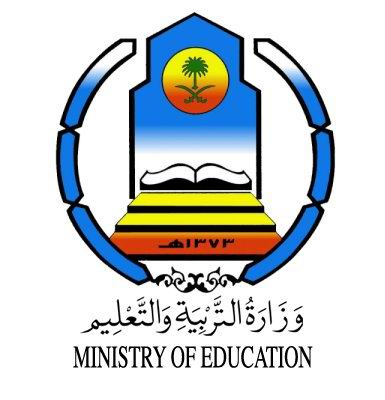 ١٣٧٣هـ
وَزَارَةُ التَّرْبِيَةِ وَالتَّعْلِيم
MINISTRY OF EDUCATION